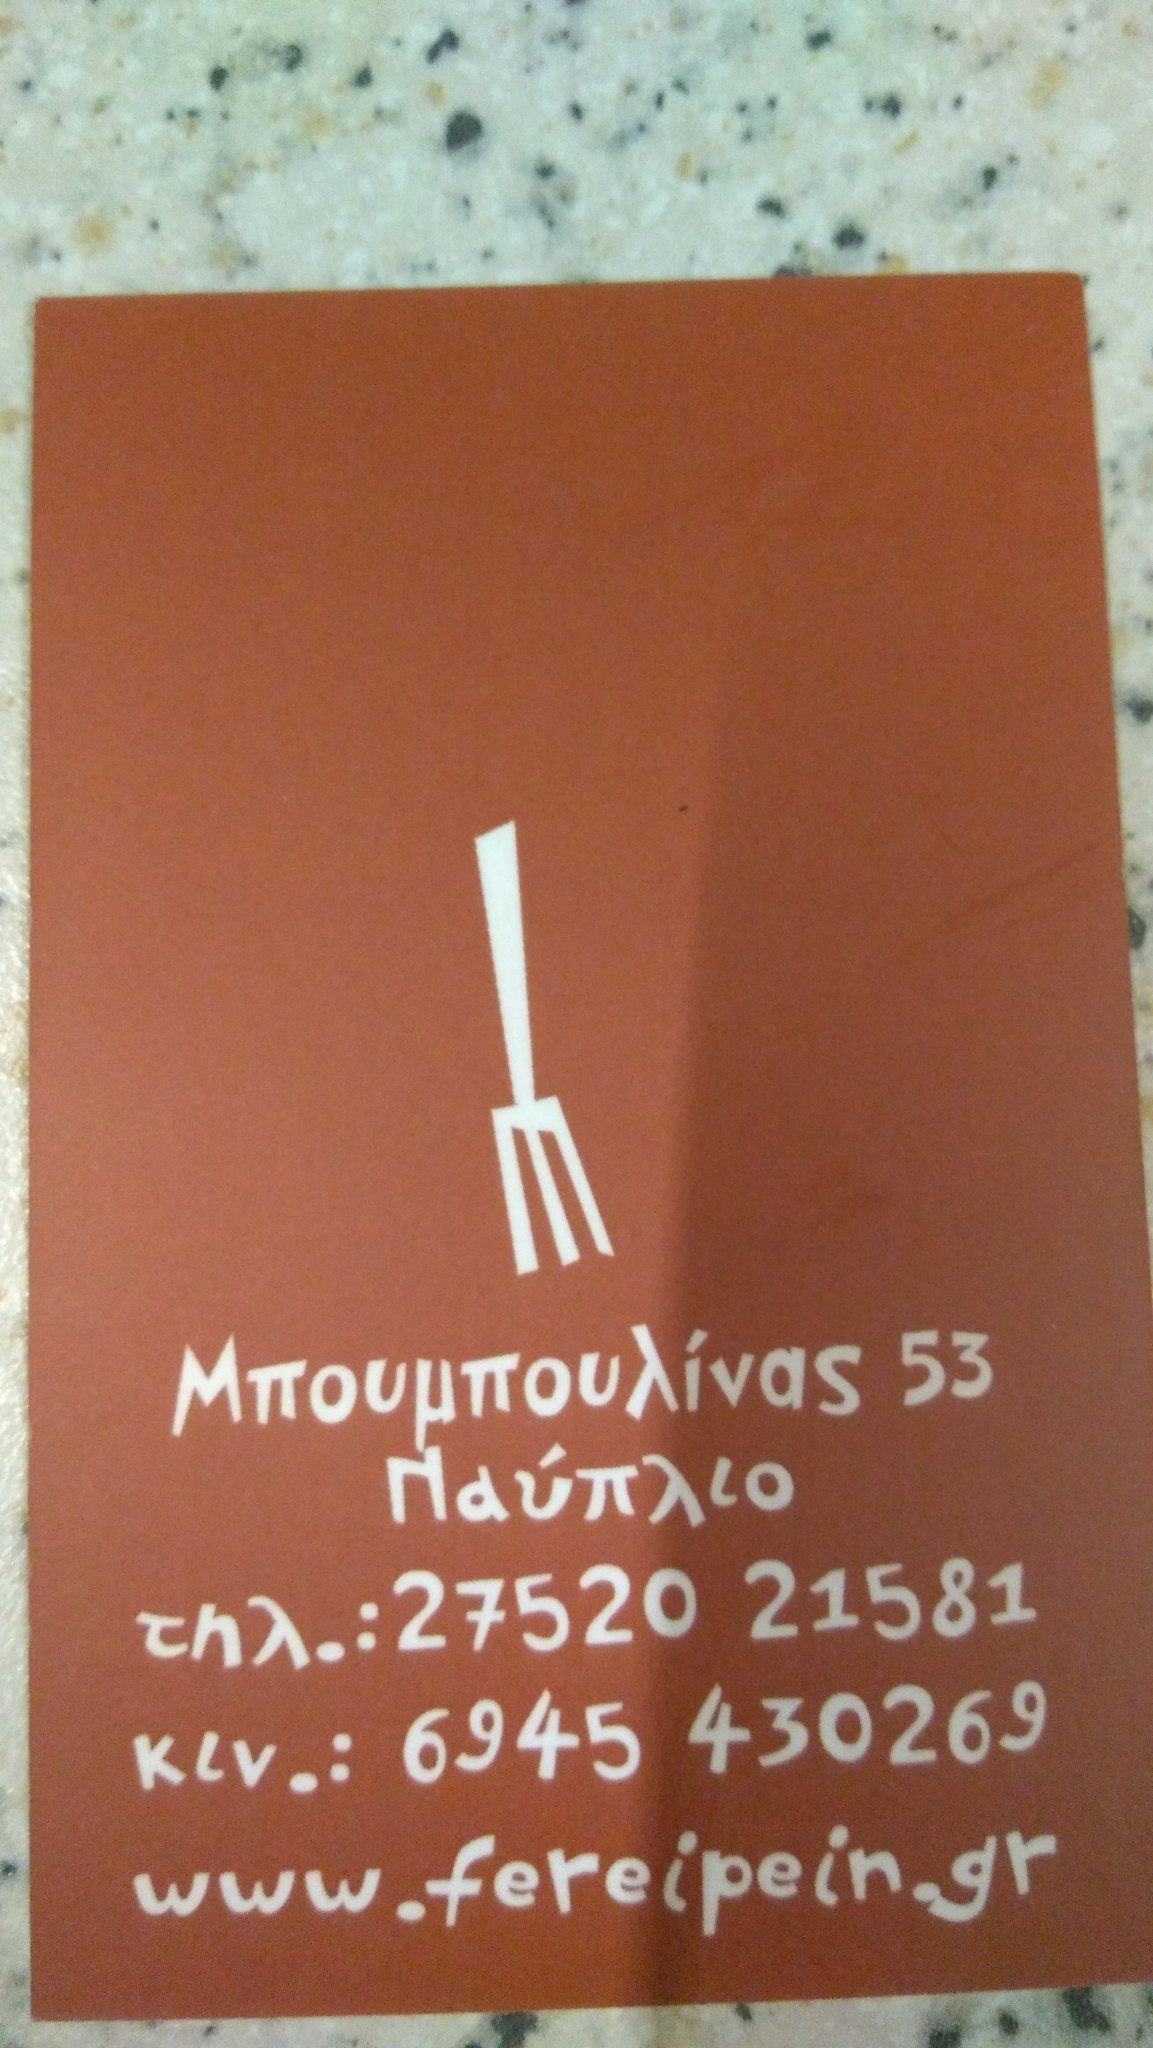 Μπουμπουλίνας 53
Ναύπλιο
τηλ.:27520 21581
κιν.: 6945 430269
www.fereipein.gr